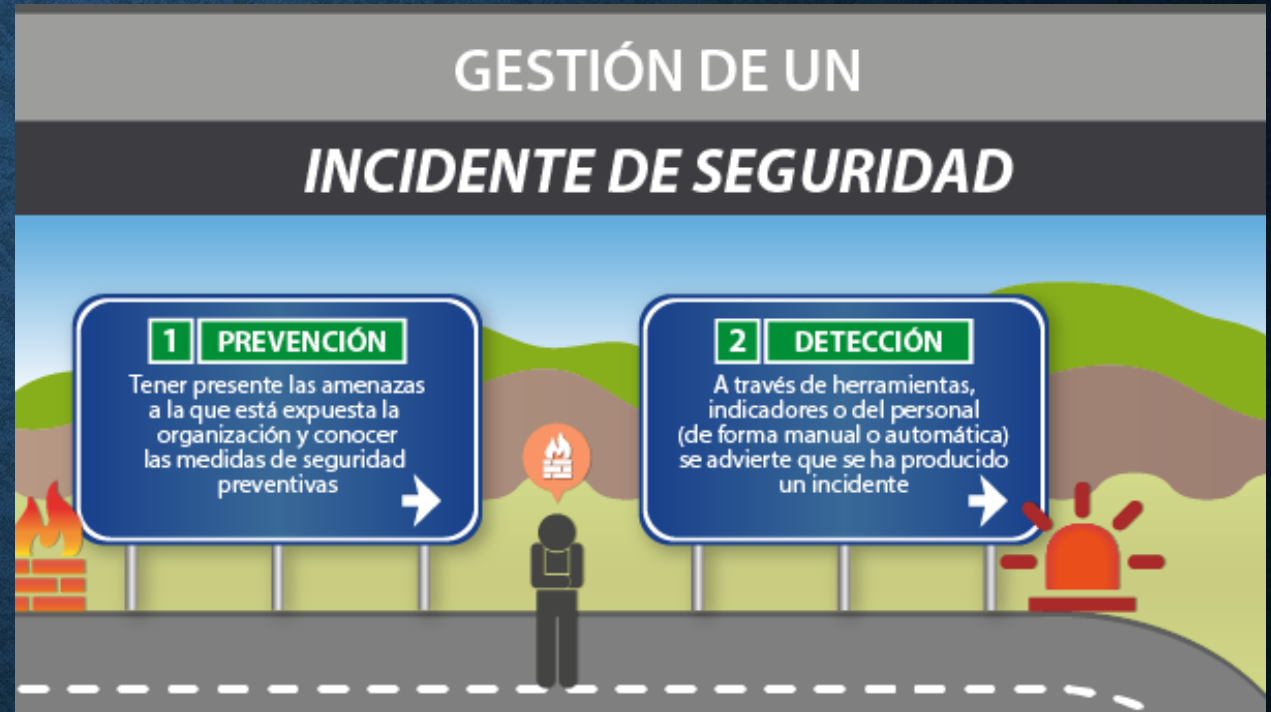 GESTIÓN DE UN
INCIDENTE DE SEGURIDAD
1 PREVENCIÓN
Tener presente las amenazas
a la que está expuesta la
organización y conocer
las medidas de seguridad
preventivas
2 DETECCIÓN
A través de herramientas,
indicadores o del personal
(de forma manual o automática)
se advierte que se ha producido
un incidente